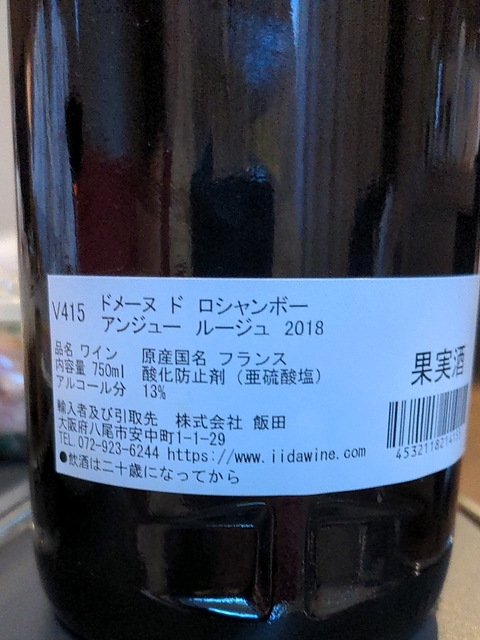 V415 ドメーヌ ド ロシャンボー
アンジュー ルージュ 2018
品名 ワイン 原産国名 フランス
内容量 750ml 酸化防止剤（亜硫酸塩）
アルコール分 13%
果実酒
輸入者及び引取先 株式会社 飯田
大阪府八尾市安中町1-1-29
TEL.072-923-6244 https://www.iidawine.com
●飲酒は二十歳になってから